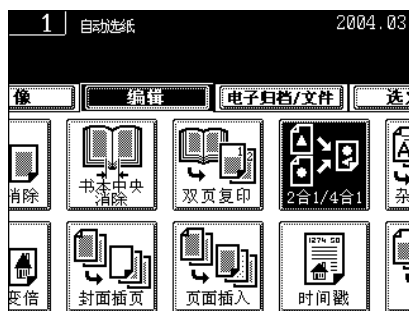 1 自动选纸 2004.03
像 编辑 电子归档/文件 选
消除 书本中央消除 双页复印 2合1/4合1 杂
变倍 封面插页 页面插入 时间戳